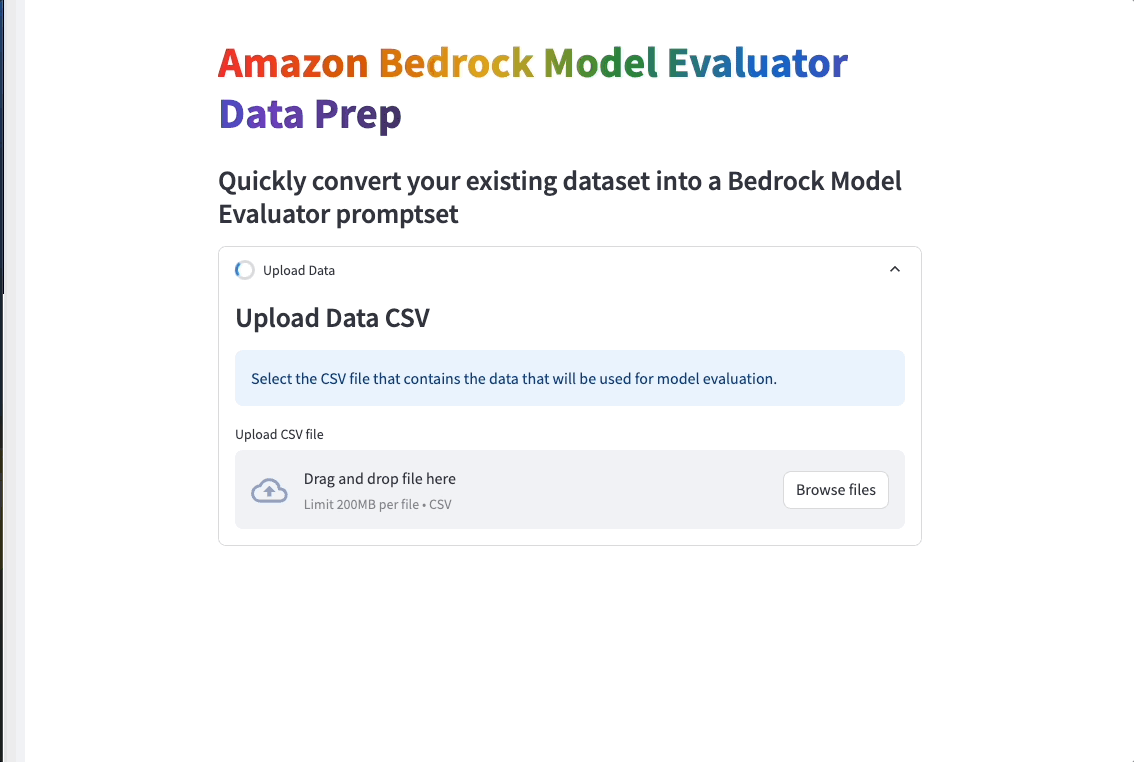 Amazon Bedrock Model Evaluator
Data Prep
Quickly convert your existing dataset into a Bedrock Model
Evaluator promptset
Upload Data
Upload Data CSV
Select the CSV file that contains the data that will be used for model evaluation.
Upload CSV file
Drag and drop file here
Limit 200MB per file • CSV
Browse files